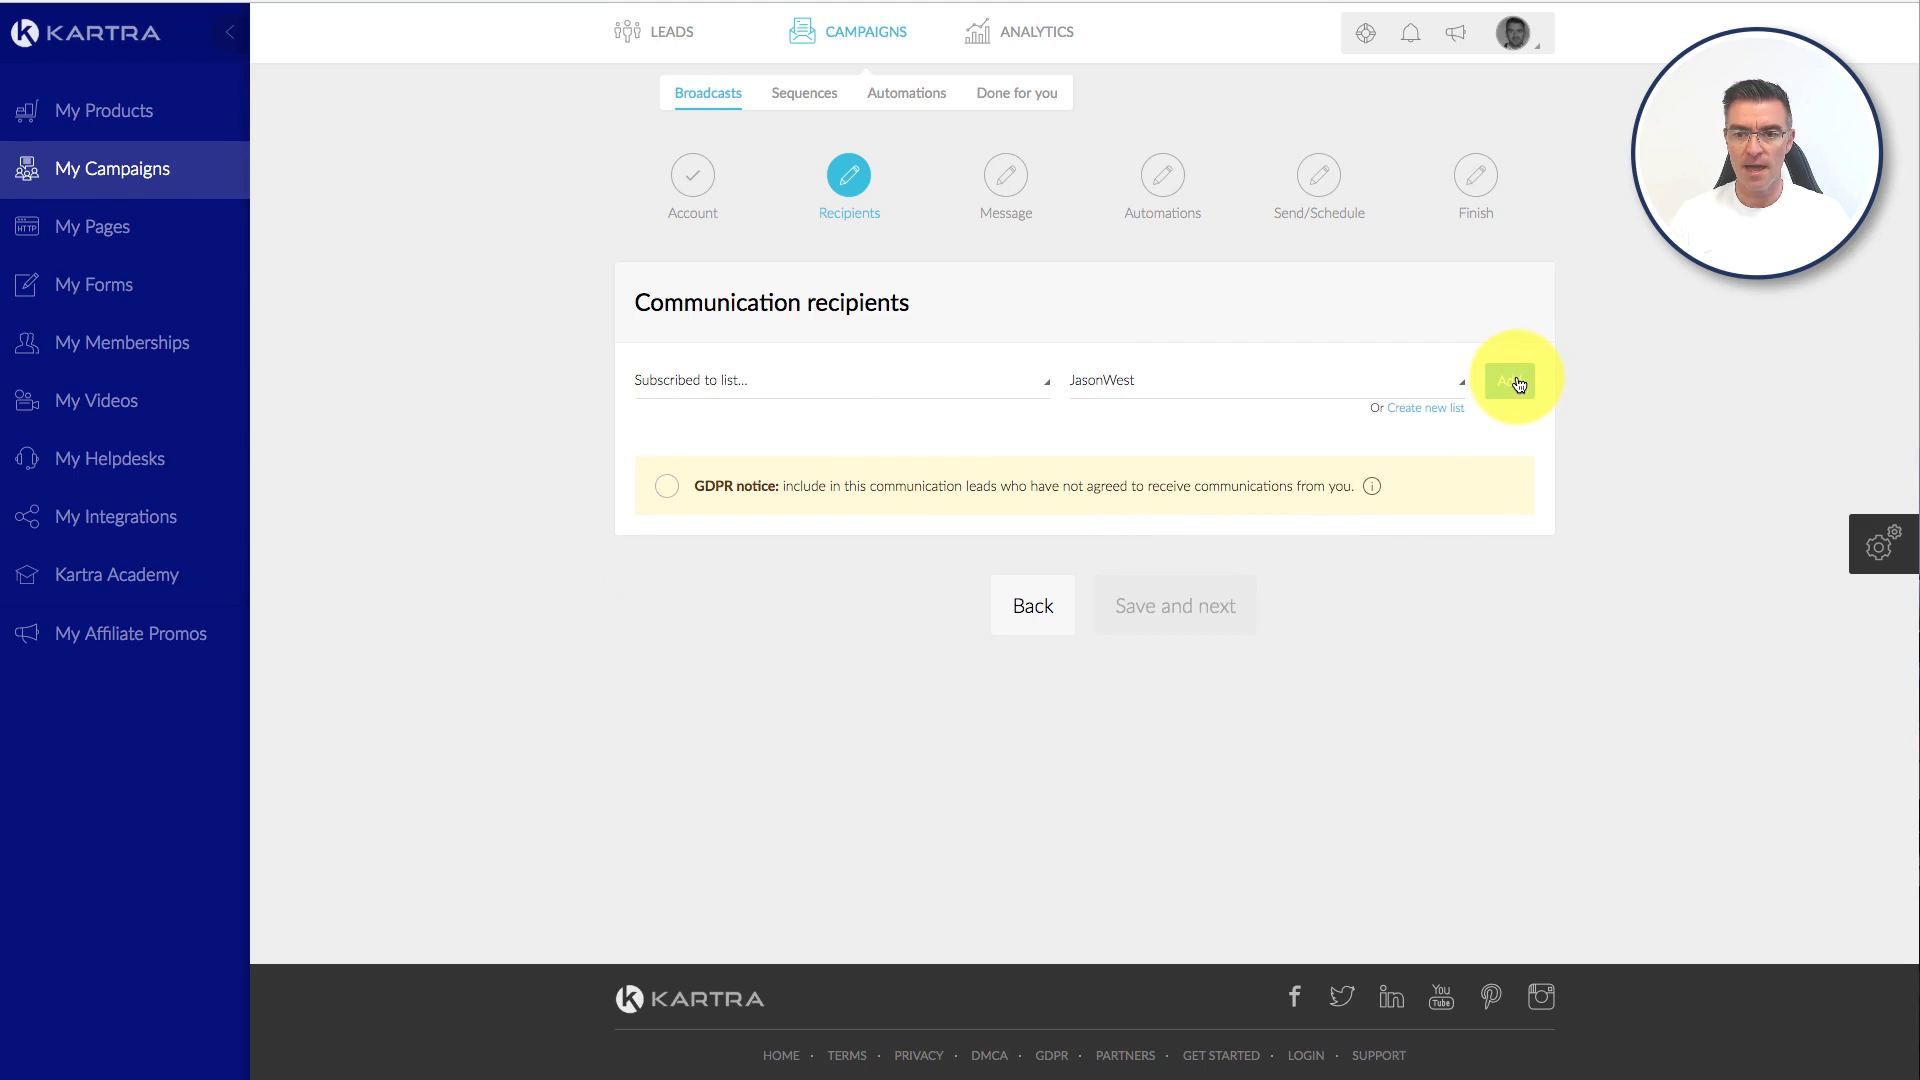 KARTRA
LEADS
CAMPAIGNS
ANALYTICS
Broadcasts
Sequences
Automations
Done for you
My Products
My Campaigns
My Pages
HTTP
My Forms
My Memberships
My Videos
My Helpdesks
My Integrations
Kartra Academy
My Affiliate Promos
Account
Recipients
Message
Automations
Send/Schedule
Finish
Communication recipients
Subscribed to list...
JasonWest
Or Create new list
GDPR notice: include in this communication leads who have not agreed to receive communications from you.
Back
Save and next
KARTRA
You
Tube
HOME · TERMS · PRIVACY · DMCA · GDPR · PARTNERS · GET STARTED · LOGIN · SUPPORT